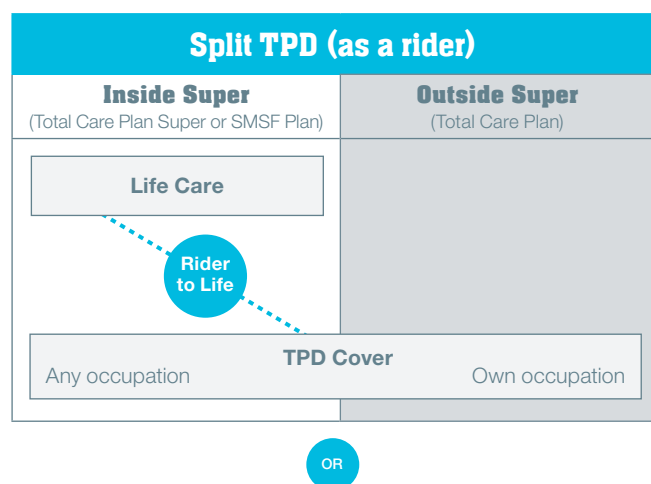 Split TPD (as a rider)
Inside Super
(Total Care Plan Super or SMSF Plan)
Outside Super
(Total Care Plan)
Life Care
Rider
to Life
TPD Cover
Any occupation
Own occupation
OR